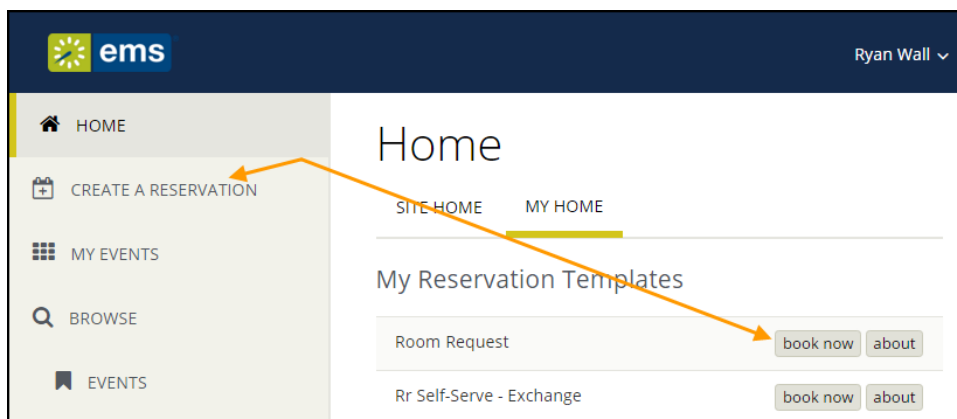 ems
Ryan Wall
HOME
CREATE A RESERVATION
MY EVENTS
BROWSE
EVENTS
Home
SITE HOME MY HOME
My Reservation Templates
Room Request book now about
Rr Self-Serve - Exchange book now about